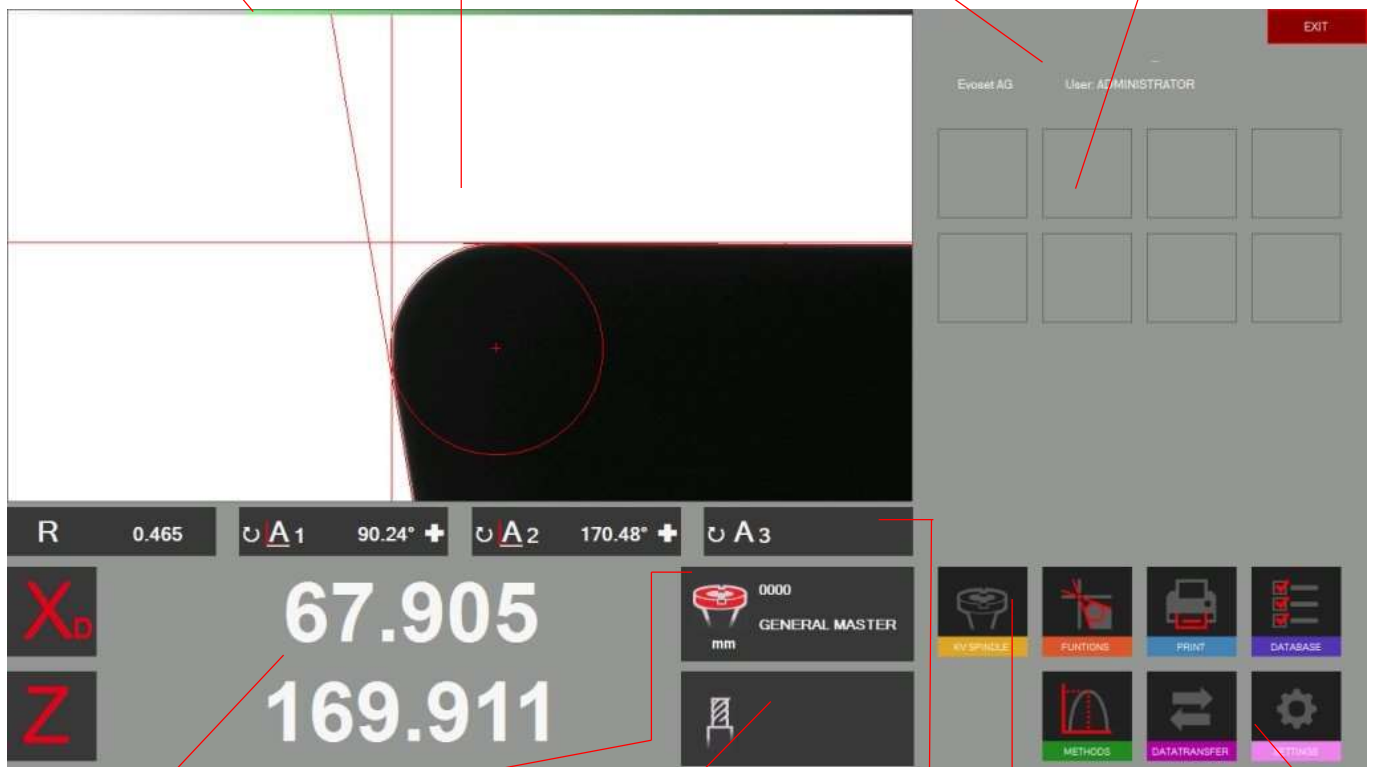 EXIT
Evoset AG User: ADMINISTRATOR
R 0.465 A1 90.24° A2 170.48° A3
XD 67.905
0000
GENERAL MASTER
mm
Z 169.911
KV SPINDLE FUNTIONS PRINT DATABASE
METHODS DATATRANSFER SETTINGS